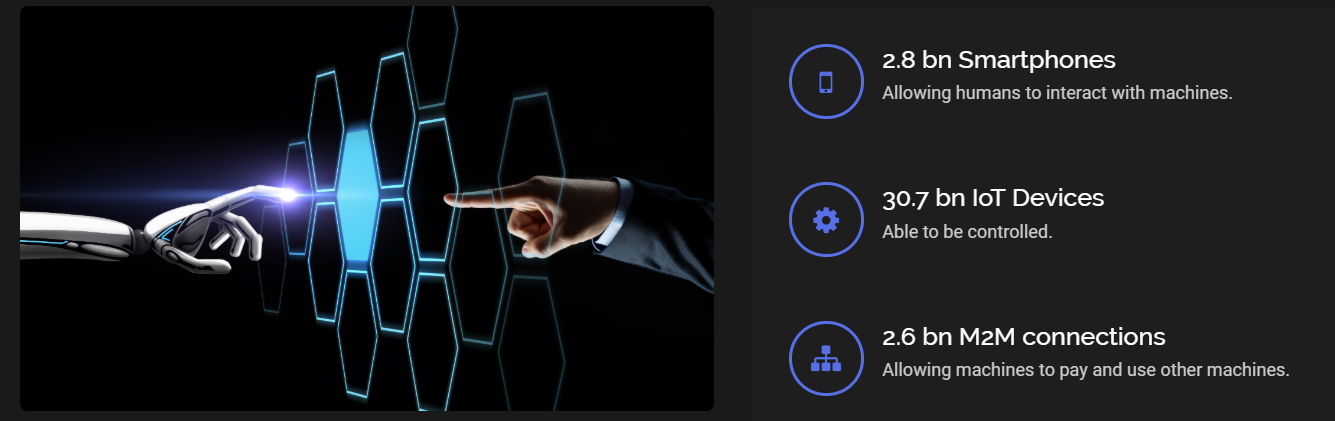 2.8 bn Smartphones
Allowing humans to interact with machines.
30.7 bn IoT Devices
Able to be controlled.
2.6 bn M2M connections
Allowing machines to pay and use other machines.